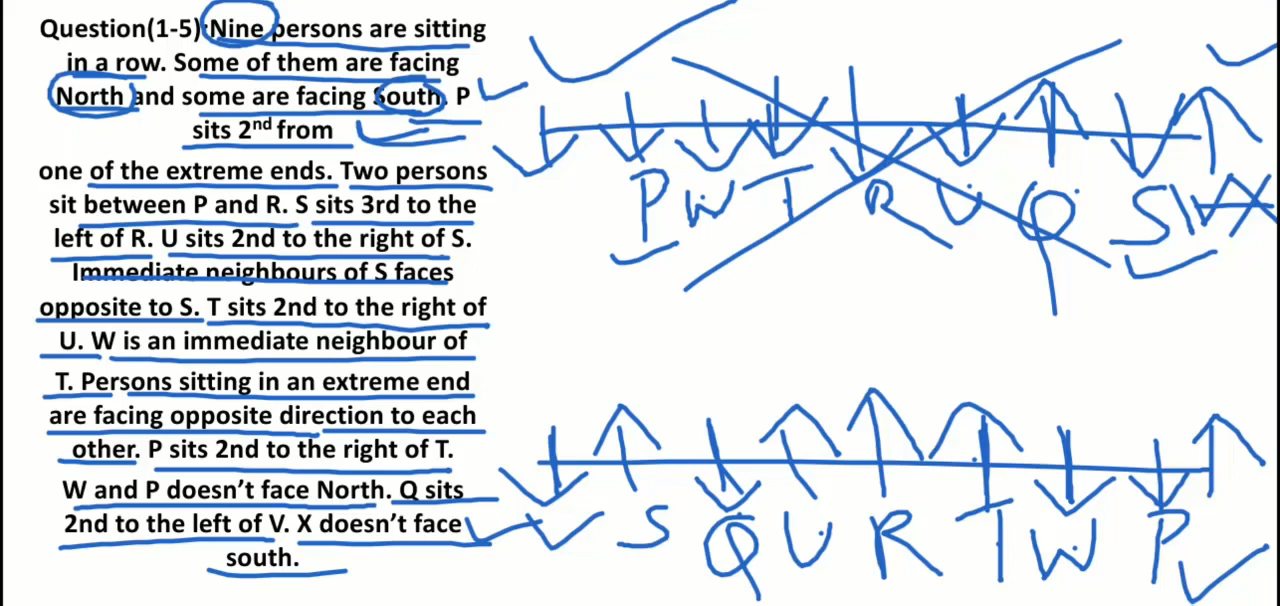 Question(1-5):Nine persons are sitting
in a row. Some of them are facing
North and some are facing South. P
sits 2nd from
one of the extreme ends. Two persons
sit between P and R. S sits 3rd to the
left of R. U sits 2nd to the right of S.
Immediate neighbours of S faces
opposite to S. T sits 2nd to the right of
U. W is an immediate neighbour of
T. Persons sitting in an extreme end
are facing opposite direction to each
other. P sits 2nd to the right of T.
W and P doesn't face North. Q sits
2nd to the left of V. X doesn't face
south.
P W T R U Q S
V S Q U R T W P